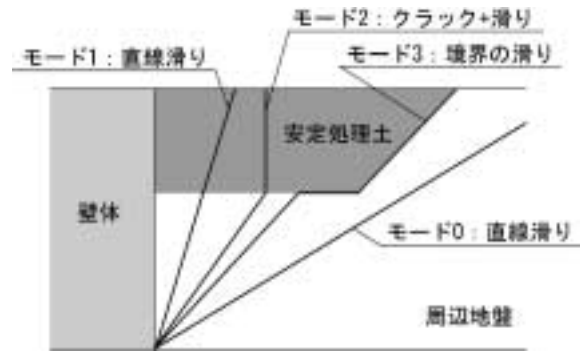 モード2：クラック+滑り
モード1：直線滑り
モード3：境界の滑り
安定処理土
壁体
モード0：直線滑り
周辺地盤